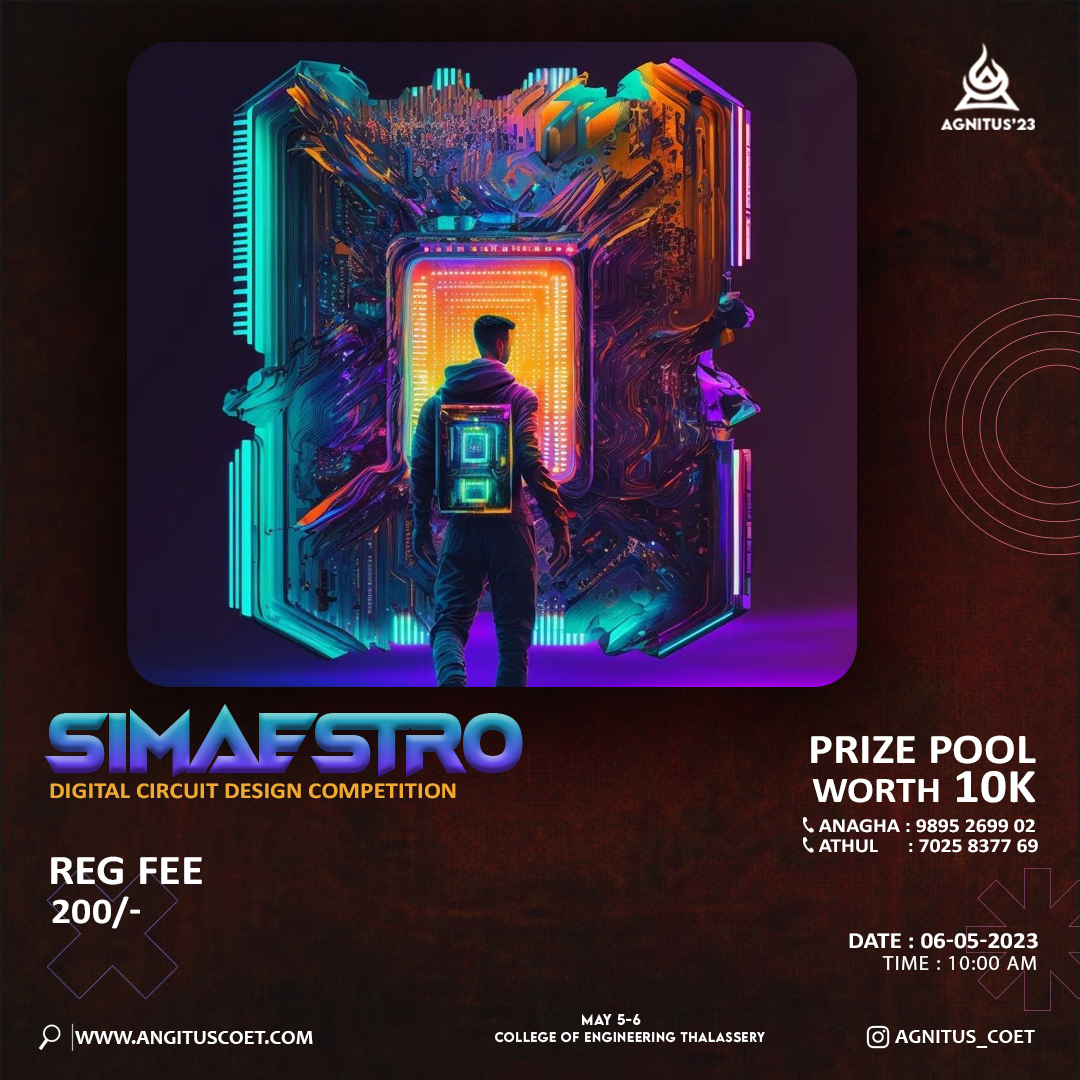 AGNITUS'23
SIMAESTRO
DIGITAL CIRCUIT DESIGN COMPETITION
PRIZE POOL
WORTH 10K
ANAGHA : 9895 2699 02
ATHUL : 7025 8377 69
REG FEE
200/-
DATE : 06-05-2023
TIME : 10:00 AM
WWW.ANGITUSCOET.COM
MAY 5-6
COLLEGE OF ENGINEERING THALASSERY
AGNITUS_COET